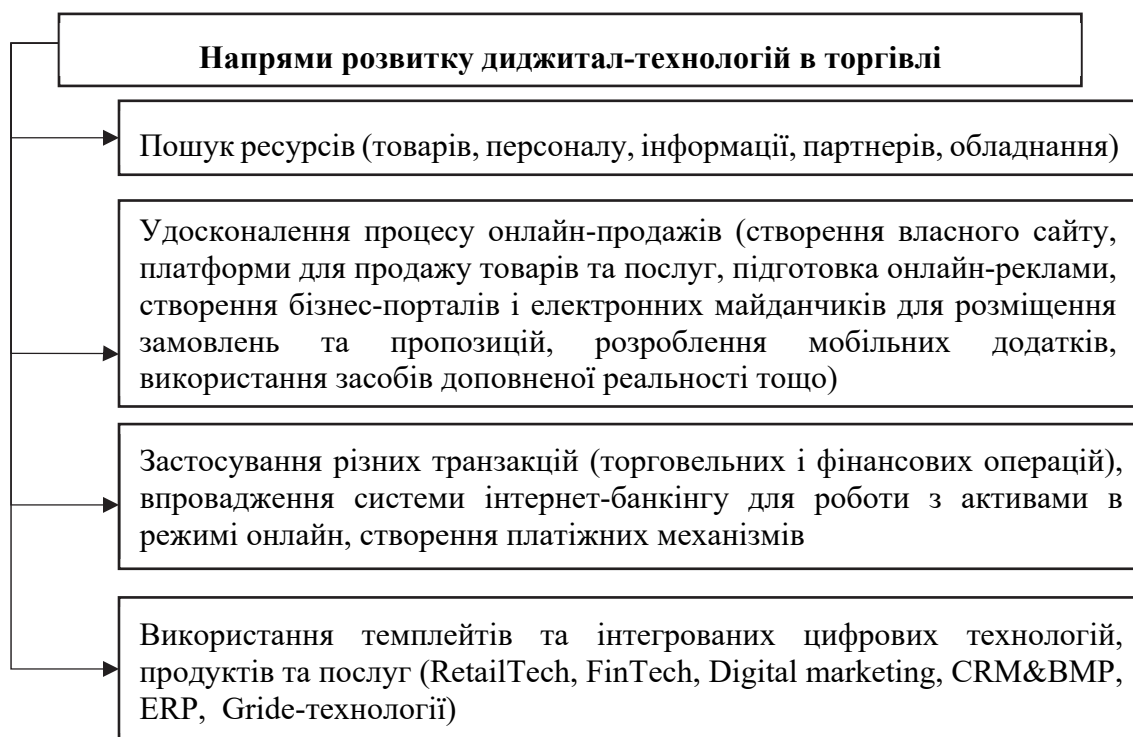 Напрями розвитку диджитал-технологій в торгівлі
Пошук ресурсів (товарів, персоналу, інформації, партнерів, обладнання)
Удосконалення процесу онлайн-продажів (створення власного сайту,
платформи для продажу товарів та послуг, підготовка онлайн-реклами,
створення бізнес-порталів і електронних майданчиків для розміщення
замовлень та пропозицій, розроблення мобільних додатків,
використання засобів доповненої реальності тощо)
Застосування різних транзакцій (торговельних і фінансових операцій),
впровадження системи інтернет-банкінгу для роботи з активами в
режимі онлайн, створення платіжних механізмів
Використання темплейтів та інтегрованих цифрових технологій,
продуктів та послуг (RetailTech, FinTech, Digital marketing, CRM&BMP,
ERP, Gride-технології)